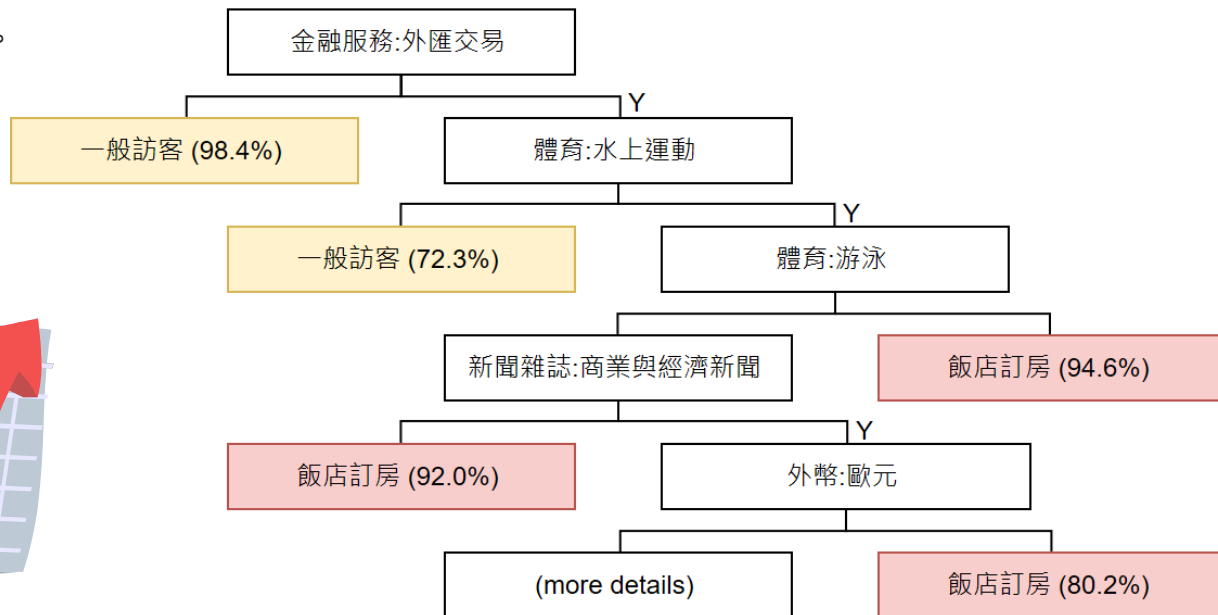 。
金融服務:外匯交易
Y
一般訪客 (98.4%)
體育:水上運動
Y
一般訪客 (72.3%)
體育:游泳
新聞雜誌:商業與經濟新聞
飯店訂房 (94.6%)
Y
飯店訂房 (92.0%)
外幣:歐元
(more details)
飯店訂房 (80.2%)